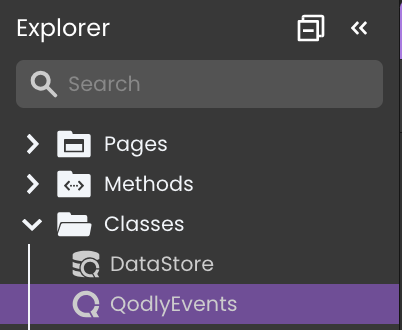 Explorer
Search
Pages
Methods
Classes
DataStore
QodlyEvents